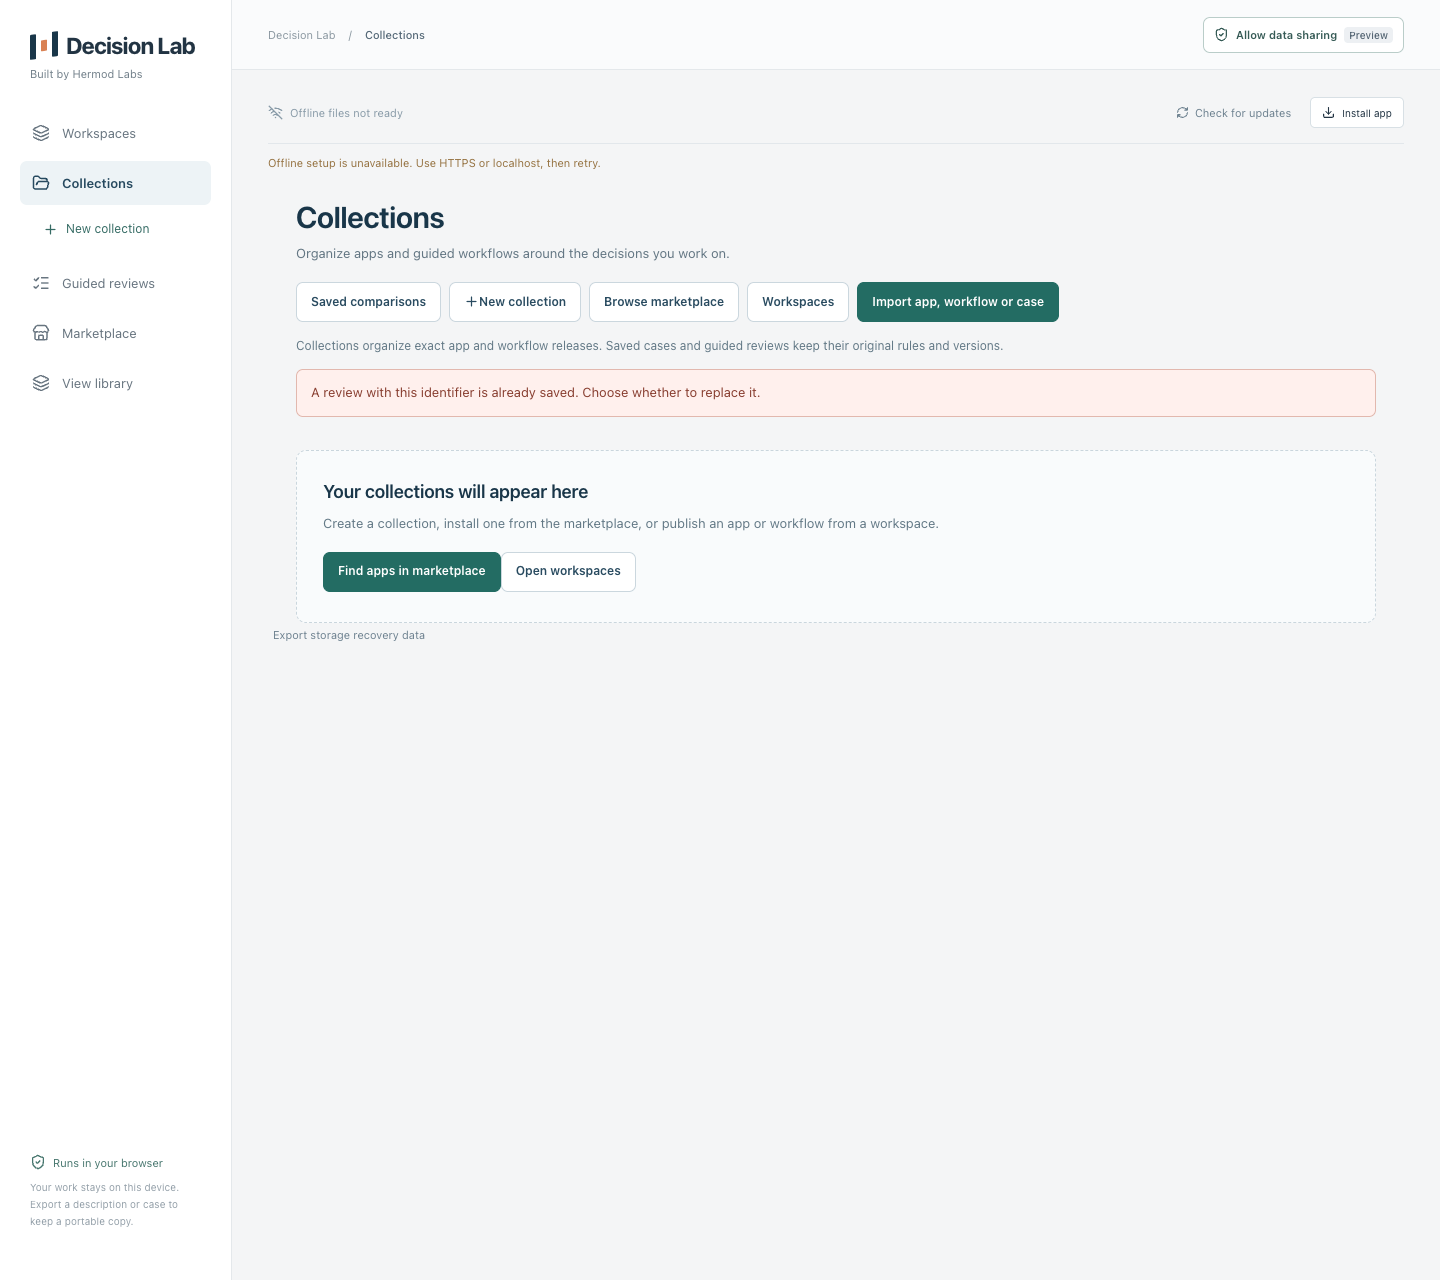 Decision Lab
Built by Hermod Labs
Workspaces
Collections
New collection
Guided reviews
Marketplace
View library
Runs in your browser
Your work stays on this device.
Export a description or case to
keep a portable copy.
Decision Lab / Collections
Allow data sharing Preview
Offline files not ready
Check for updates
Install app
Offline setup is unavailable. Use HTTPS or localhost, then retry.
Collections
Organize apps and guided workflows around the decisions you work on.
Saved comparisons
New collection
Browse marketplace
Workspaces
Import app, workflow or case
Collections organize exact app and workflow releases. Saved cases and guided reviews keep their original rules and versions.
A review with this identifier is already saved. Choose whether to replace it.
Your collections will appear here
Create a collection, install one from the marketplace, or publish an app or workflow from a workspace.
Find apps in marketplace
Open workspaces
Export storage recovery data